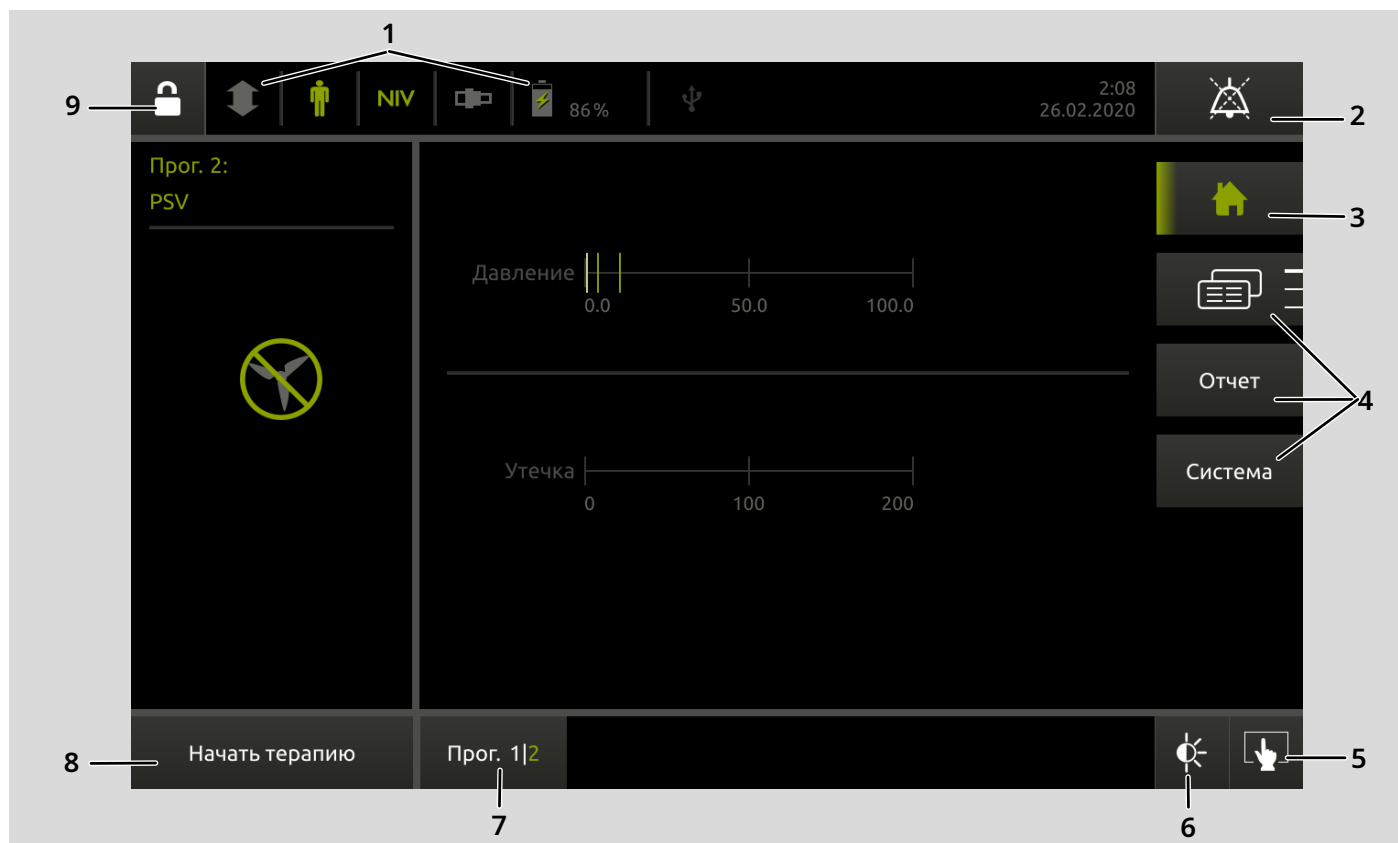 1
9
NIV
86%
2:08
26.02.2020
2
Прог. 2:
PSV
3
Давление
0.0 50.0 100.0
Отчет
4
Утечка
0 100 200
Система
8
Начать терапию
Прог. 1|2
5
7
6